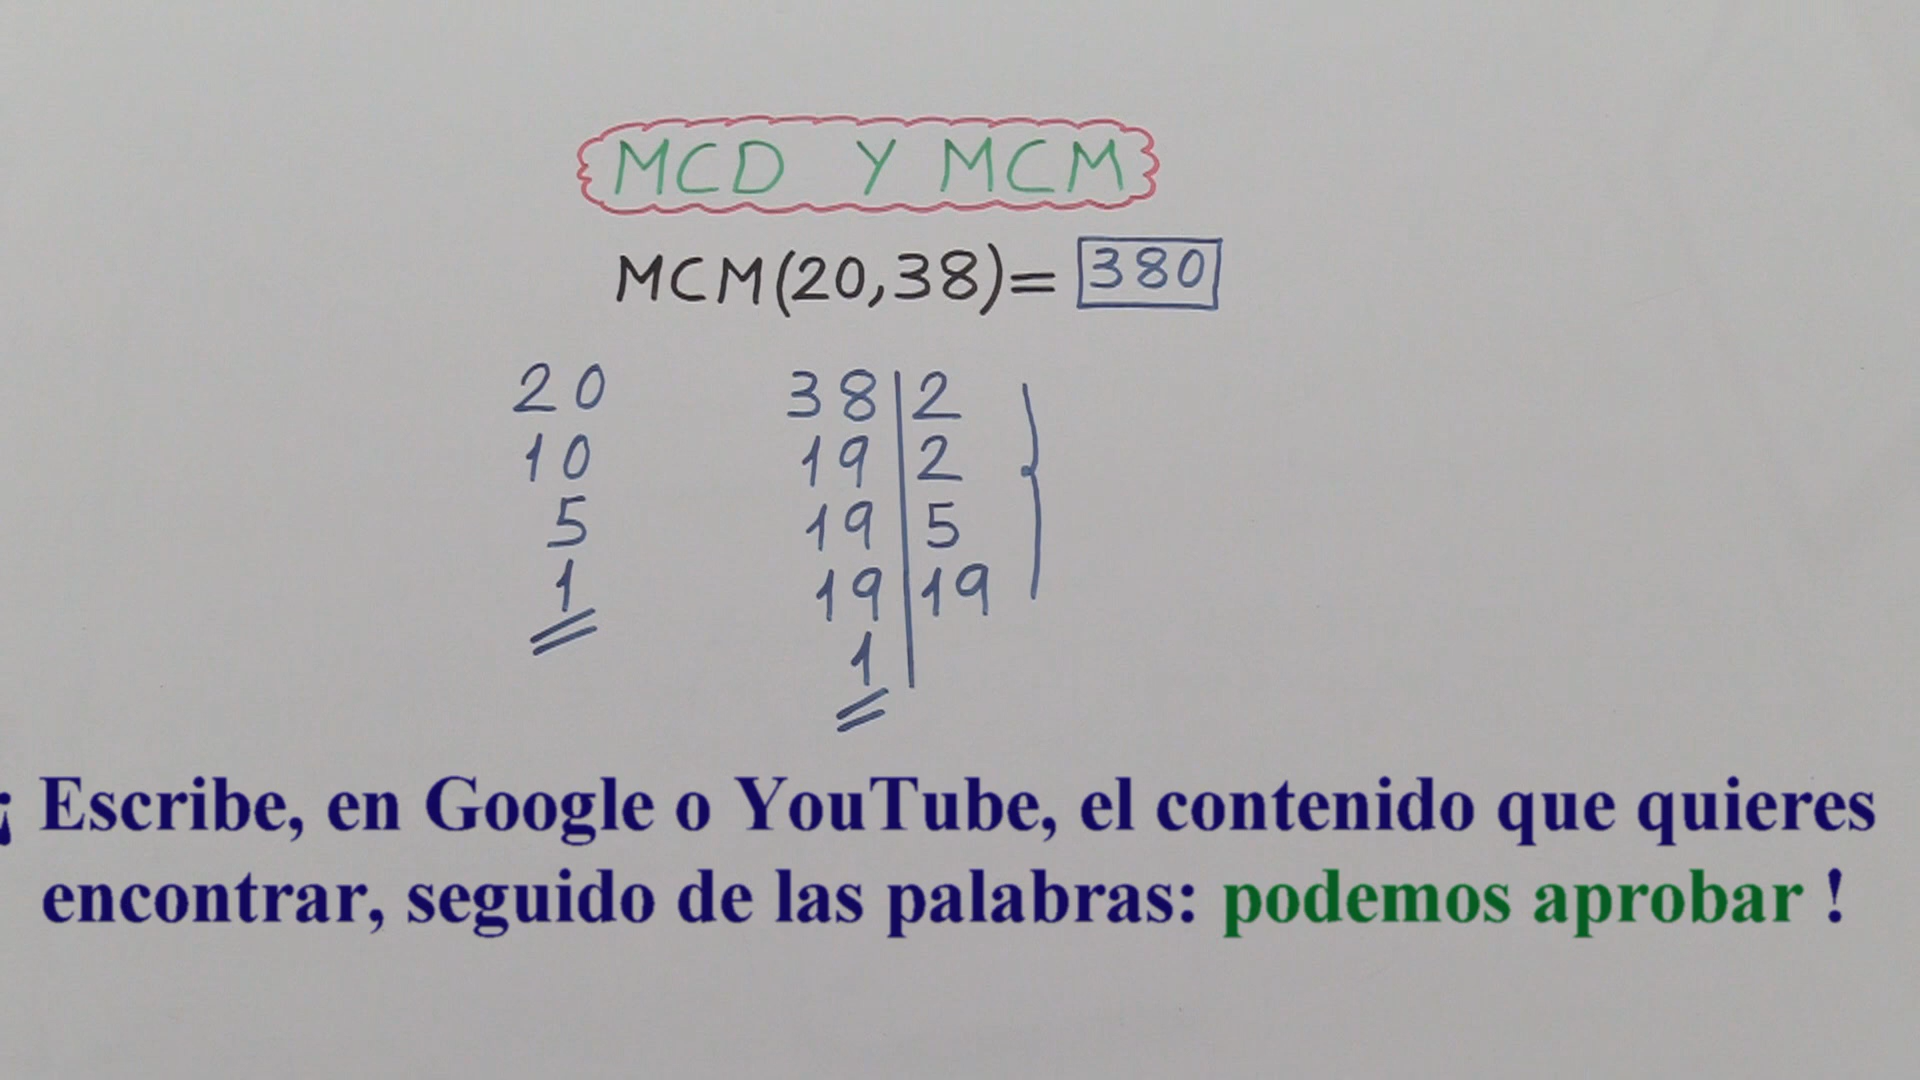 MCD Y MCM
MCM(20,38)= 380
20 38 2
10 19 2
5 19 5
1 19 19
1
¡ Escribe, en Google o YouTube, el contenido que quieres
encontrar, seguido de las palabras: podemos aprobar !